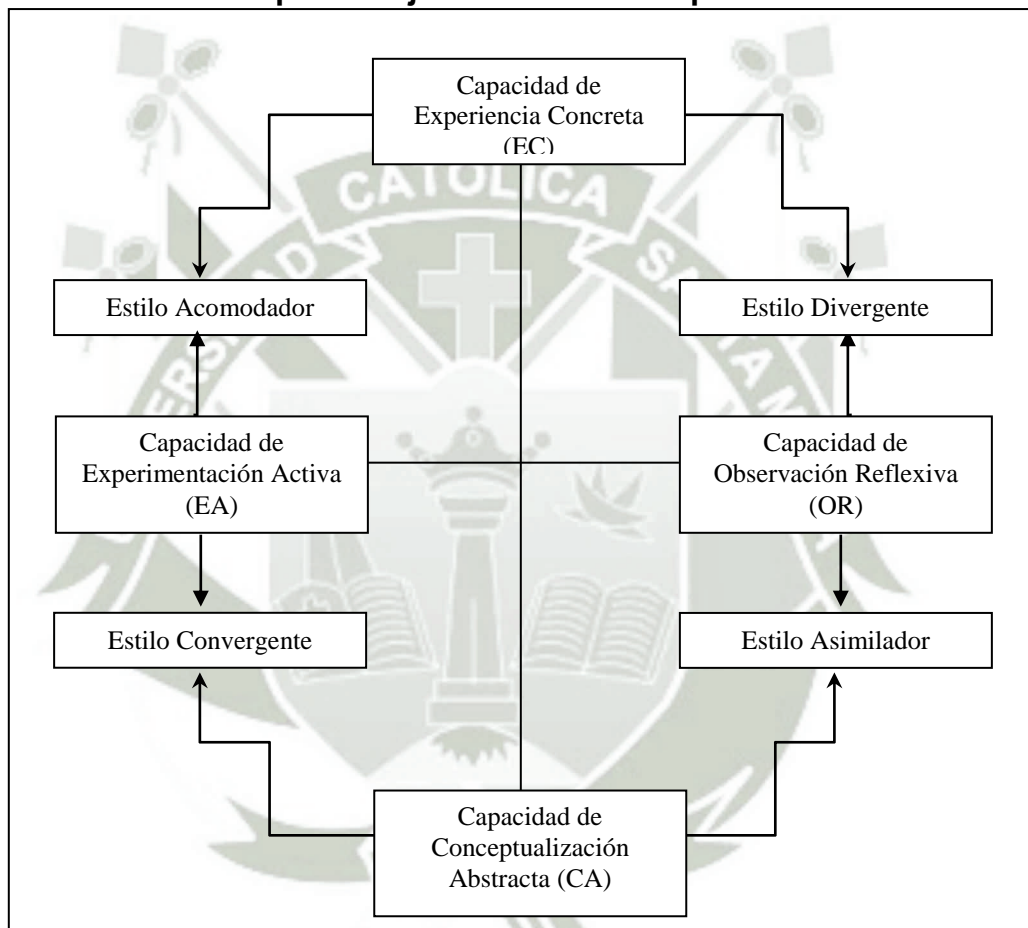 Capacidad de
Experiencia Concreta
(EC)
CATOLICA
Estilo Acomodador
Estilo Divergente
Capacidad de
Experimentación Activa
(EA)
Capacidad de
Observación Reflexiva
(OR)
Estilo Convergente
Estilo Asimilador
Capacidad de
Conceptualización
Abstracta (CA)